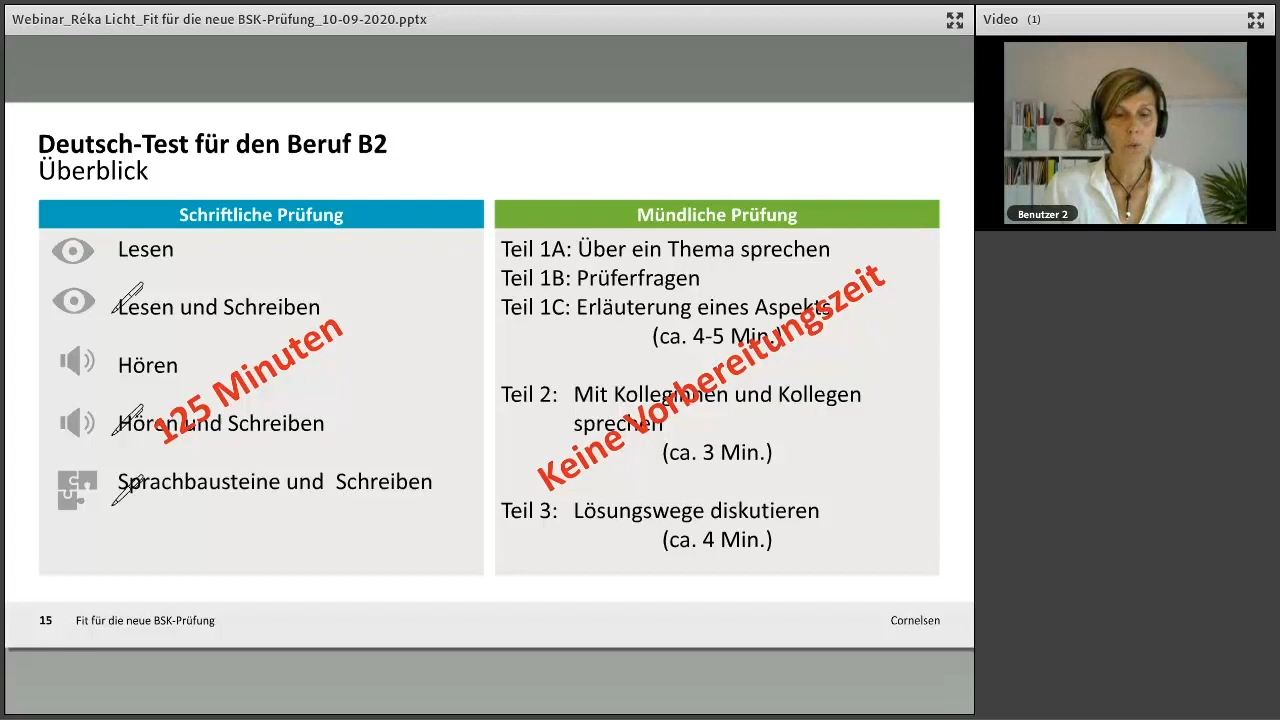 Webinar_Réka Licht_Fit für die neue BSK-Prüfung_10-09-2020.pptx
Video (1)
Benutzer 2
Deutsch-Test für den Beruf B2
Überblick
Schriftliche Prüfung
Lesen
Lesen und Schreiben
Hören
Hören und Schreiben
Sprachbausteine und Schreiben
125 Minuten
Mündliche Prüfung
Teil 1A: Über ein Thema sprechen
Teil 1B: Prüferfragen
Teil 1C: Erläuterung eines Aspekts
(ca. 4-5 Min.)
Teil 2: Mit Kolleginnen und Kollegen
sprechen
(ca. 3 Min.)
Teil 3: Lösungswege diskutieren
(ca. 4 Min.)
Keine Vorbereitungszeit
15 Fit für die neue BSK-Prüfung
Cornelsen